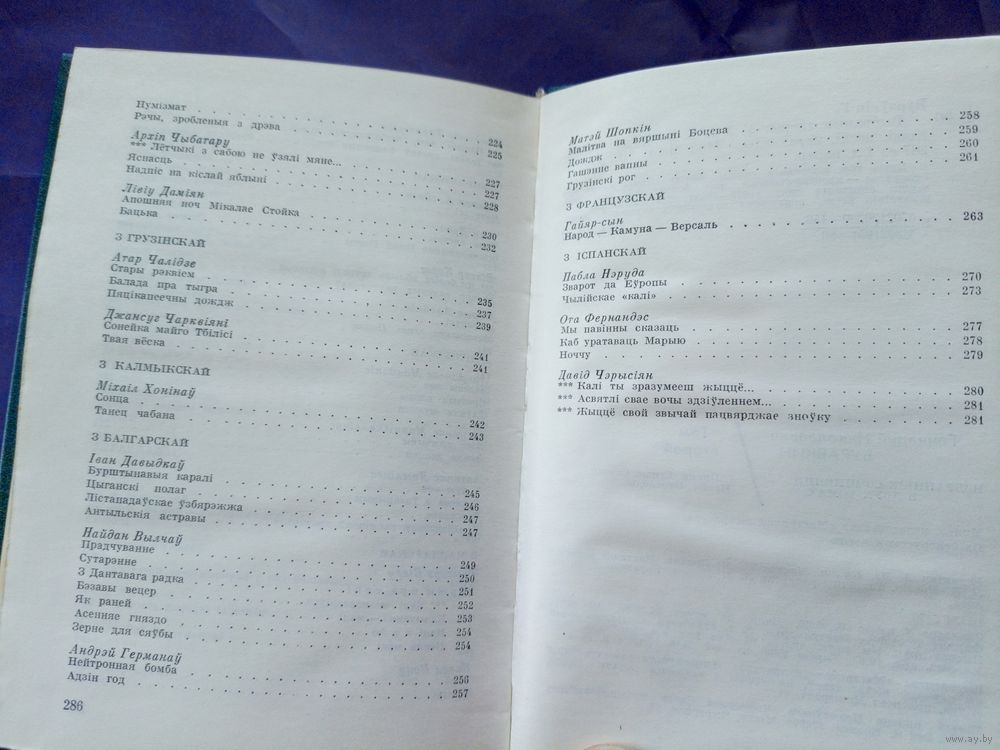 Нумізмат . . . . . . . . . . . . 224
Рэчы, зробленыя з дрэва . . . . . . . . . . . . 225
Архіп Чыбатару
*** Лётчыкі з сабою не ўзялі мяне... . . . . . . . . . . . . 227
Яснасць . . . . . . . . . . . . 227
Надпіс на кіслай яблыні . . . . . . . . . . . . 228
Лівіу Даміян
Апошняя ноч Мікалае Стойка . . . . . . . . . . . . 230
Бацька . . . . . . . . . . . . 232
З ГРУЗІНСКАЙ
Атар Чалідзе
Стары рэквіем . . . . . . . . . . . . 235
Балада пра тыгра . . . . . . . . . . . . 237
Пяцікапеечны дождж . . . . . . . . . . . . 239
Джансуг Чарквіяні
Сонейка майго Тбілісі . . . . . . . . . . . . 241
Твая вёска . . . . . . . . . . . . 241
З КАЛМЫКСКАЙ
Міхаіл Хонінаў
Сонца . . . . . . . . . . . . 242
Танец чабана . . . . . . . . . . . . 243
З БАЛГАРСКАЙ
Іван Давыдкаў
Бурштынавыя каралі . . . . . . . . . . . . 245
Цыганскі полаг . . . . . . . . . . . . 246
Лістападаўскае ўзбярэжжа . . . . . . . . . . . . 247
Антыльскія астравы . . . . . . . . . . . . 247
Найдан Вылчаў
Прадчуванне . . . . . . . . . . . . 249
Сутарэнне . . . . . . . . . . . . 250
З Дантавага радка . . . . . . . . . . . . 251
Бэзавы вецер . . . . . . . . . . . . 252
Як раней . . . . . . . . . . . . 253
Асенняе гняздо . . . . . . . . . . . . 254
Зерне для сяўбы . . . . . . . . . . . . 254
Андрэй Германаў
Нейтронная бомба . . . . . . . . . . . . 256
Адзін год . . . . . . . . . . . . 257
286
Матэй Шопкін
Малітва на вяршыні Боцева . . . . . . . . . . . . 258
Дождж . . . . . . . . . . . . 259
Гашэнне вапны . . . . . . . . . . . . 260
Грузінскі рог . . . . . . . . . . . . 261
З ФРАНЦУЗСКАЙ
Гайяр-сын
Народ — Камуна — Версаль . . . . . . . . . . . . 263
З ІСПАНСКАЙ
Пабла Нэруда
Зварот да Еўропы . . . . . . . . . . . . 270
Чылійскае «калі» . . . . . . . . . . . . 273
Ота Фернандэс
Мы павінны сказаць . . . . . . . . . . . . 277
Каб уратаваць Марыю . . . . . . . . . . . . 278
Ноччу . . . . . . . . . . . . 279
Давід Чэрысіян
*** Калі ты зразумееш жыццё... . . . . . . . . . . . . 280
*** Асвятлі свае вочы здзіўленнем... . . . . . . . . . . . . 281
*** Жыццё свой звычай пацвярджае зноўку . . . . . . . . . . . . 281
www.ay.by